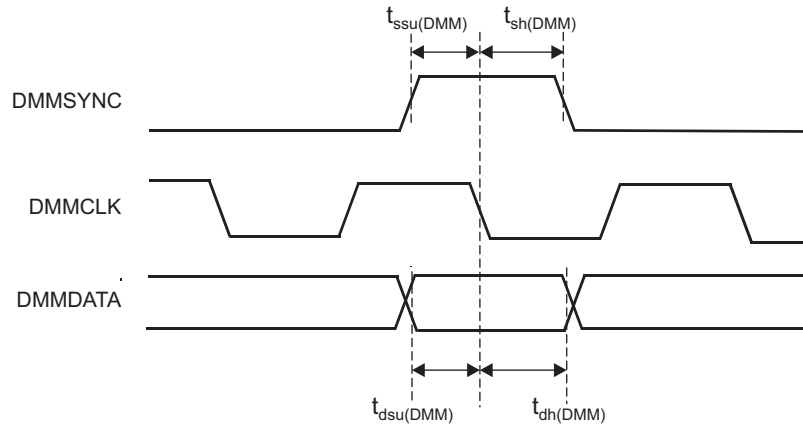 tssu(DMM) tsh(DMM)
DMMSYNC
DMMCLK
DMMDATA
tdsu(DMM) tdh(DMM)